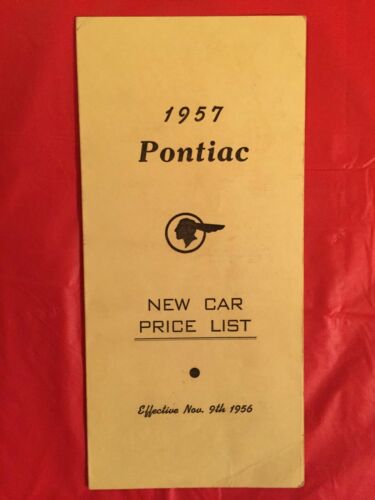 1957
Pontiac
NEW CAR
PRICE LIST
Effective Nov. 9th 1956